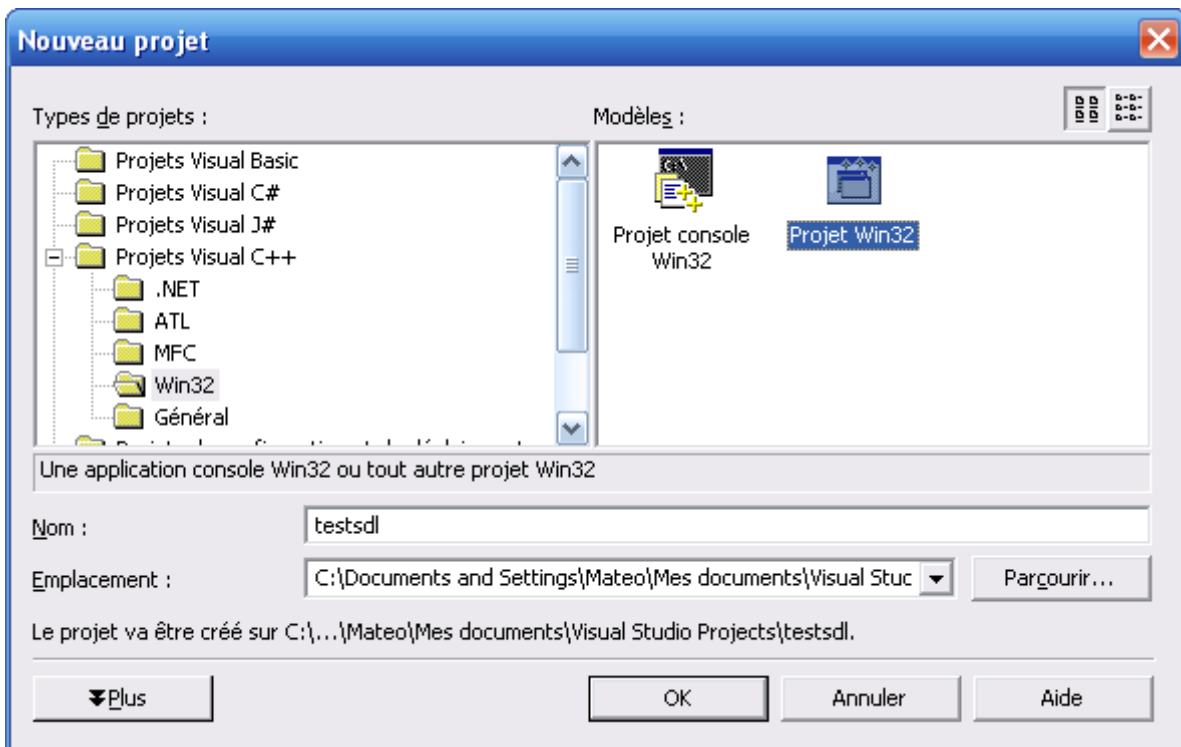 Nouveau projet
Types de projets :
Modèles :
Projets Visual Basic
Projets Visual C#
Projets Visual J#
Projets Visual C++
.NET
ATL
MFC
Win32
Général
Projet console
Win32
Projet Win32
Une application console Win32 ou tout autre projet Win32
Nom :
testsdl
Emplacement :
C:\Documents and Settings\Mateo\Mes documents\Visual Stuc
Parcourir...
Le projet va être créé sur C:\...\Mateo\Mes documents\Visual Studio Projects\testsdl.
Plus
OK
Annuler
Aide